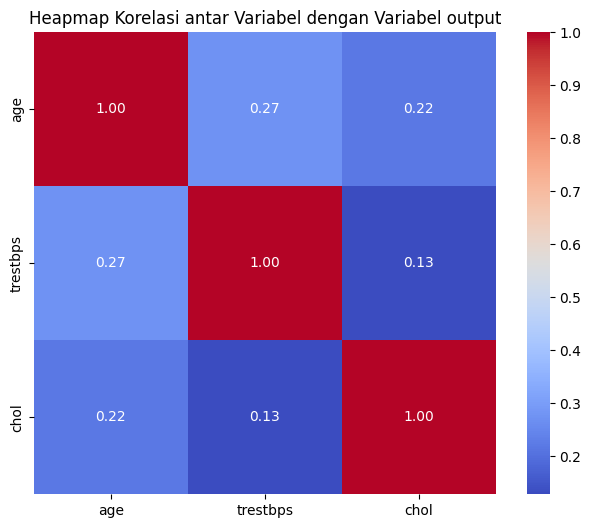 Heapmap Korelasi antar Variabel dengan Variabel output
age
1.00
0.27
0.22
trestbps
0.27
1.00
0.13
chol
0.22
0.13
1.00
age
trestbps
chol
1.0
0.9
0.8
0.7
0.6
0.5
0.4
0.3
0.2